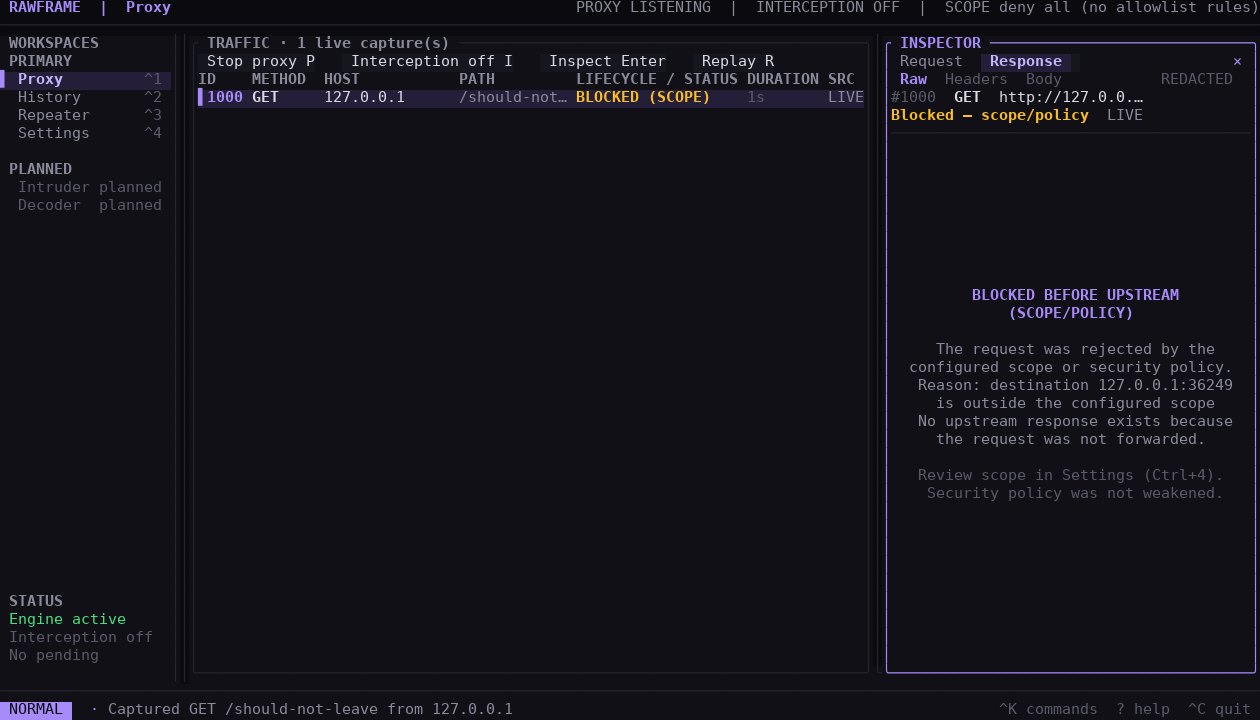 RAWFRAME | Proxy PROXY LISTENING | INTERCEPTION OFF | SCOPE deny all (no allowlist rules)
WORKSPACES
PRIMARY
Proxy ^1
History ^2
Repeater ^3
Settings ^4
PLANNED
Intruder planned
Decoder planned
STATUS
Engine active
Interception off
No pending
TRAFFIC · 1 live capture(s)
Stop proxy P Interception off I Inspect Enter Replay R
ID METHOD HOST PATH LIFECYCLE / STATUS DURATION SRC
1000 GET 127.0.0.1 /should-not… BLOCKED (SCOPE) 1s LIVE
INSPECTOR
Request Response ×
Raw Headers Body REDACTED
#1000 GET http://127.0.0.…
Blocked — scope/policy LIVE
BLOCKED BEFORE UPSTREAM
(SCOPE/POLICY)
The request was rejected by the
configured scope or security policy.
Reason: destination 127.0.0.1:36249
is outside the configured scope
No upstream response exists because
the request was not forwarded.
Review scope in Settings (Ctrl+4).
Security policy was not weakened.
NORMAL · Captured GET /should-not-leave from 127.0.0.1 ^K commands ? help ^C quit